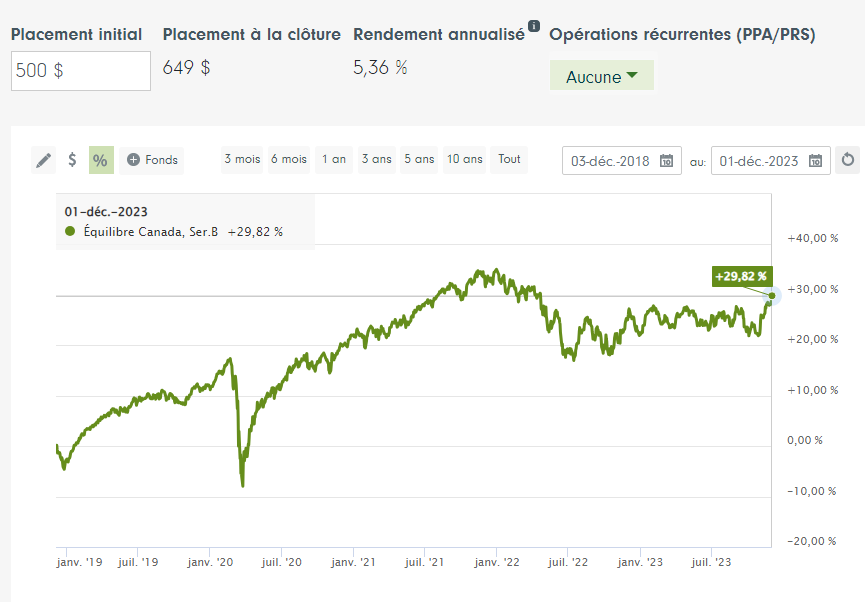 Placement initial
Placement à la clôture
Rendement annualisé i
Opérations récurrentes (PPA/PRS)
500 $
649 $
5,36 %
Aucune
$
%
Fonds
3 mois
6 mois
1 an
3 ans
5 ans
10 ans
Tout
03-déc.-2018
au:
01-déc.-2023
01-déc.-2023
Équilibre Canada, Ser.B +29,82 %
+29,82 %
+40,00 %
+30,00 %
+20,00 %
+10,00 %
0,00 %
-10,00 %
-20,00 %
janv. '19
juil. '19
janv. '20
juil. '20
janv. '21
juil. '21
janv. '22
juil. '22
janv. '23
juil. '23